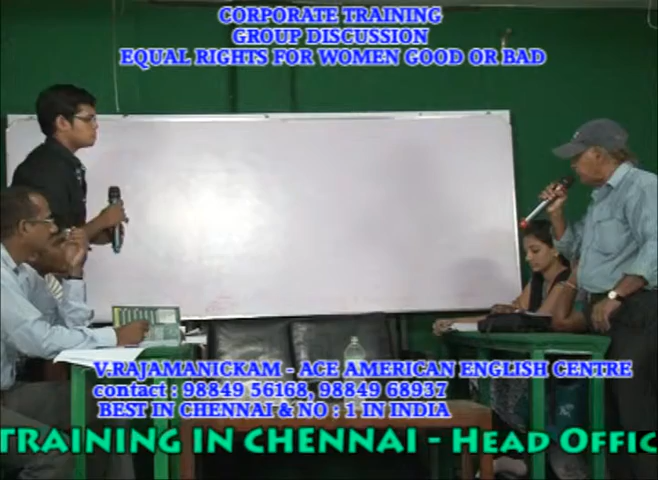 CORPORATE TRAINING
GROUP DISCUSSION
EQUAL RIGHTS FOR WOMEN GOOD OR BAD
V.RAJAMANICKAM - ACE AMERICAN ENGLISH CENTRE
contact : 98849 56168, 98849 68937
BEST IN CHENNAI & NO : 1 IN INDIA
TRAINING IN CHENNAI - HEAD OFFIC